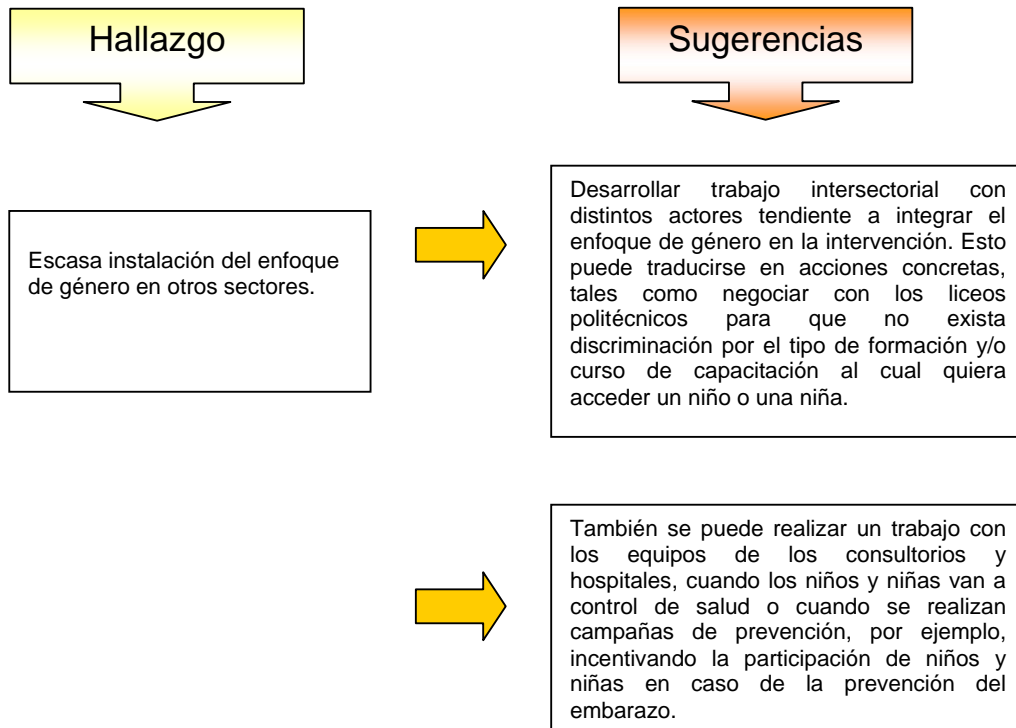 Hallazgo
Sugerencias
Escasa instalación del enfoque
de género en otros sectores.
Desarrollar trabajo intersectorial con
distintos actores tendiente a integrar el
enfoque de género en la intervención. Esto
puede traducirse en acciones concretas,
tales como negociar con los liceos
politécnicos para que no exista
discriminación por el tipo de formación y/o
curso de capacitación al cual quiera
acceder un niño o una niña.
También se puede realizar un trabajo con
los equipos de los consultorios y
hospitales, cuando los niños y niñas van a
control de salud o cuando se realizan
campañas de prevención, por ejemplo,
incentivando la participación de niños y
niñas en caso de la prevención del
embarazo.